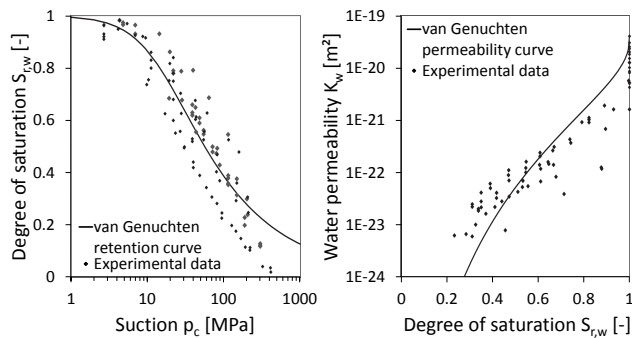 Degree of saturation S_{r,w} [-]
1
0.8
0.6
0.4
0.2
0
van Genuchten
retention curve
Experimental data
1 10 100 1000
Suction p_c [MPa]
Water permeability K_w [m²]
1E-19
1E-20
1E-21
1E-22
1E-23
1E-24
van Genuchten
permeability curve
Experimental data
0 0.2 0.4 0.6 0.8 1
Degree of saturation S_{r,w} [-]